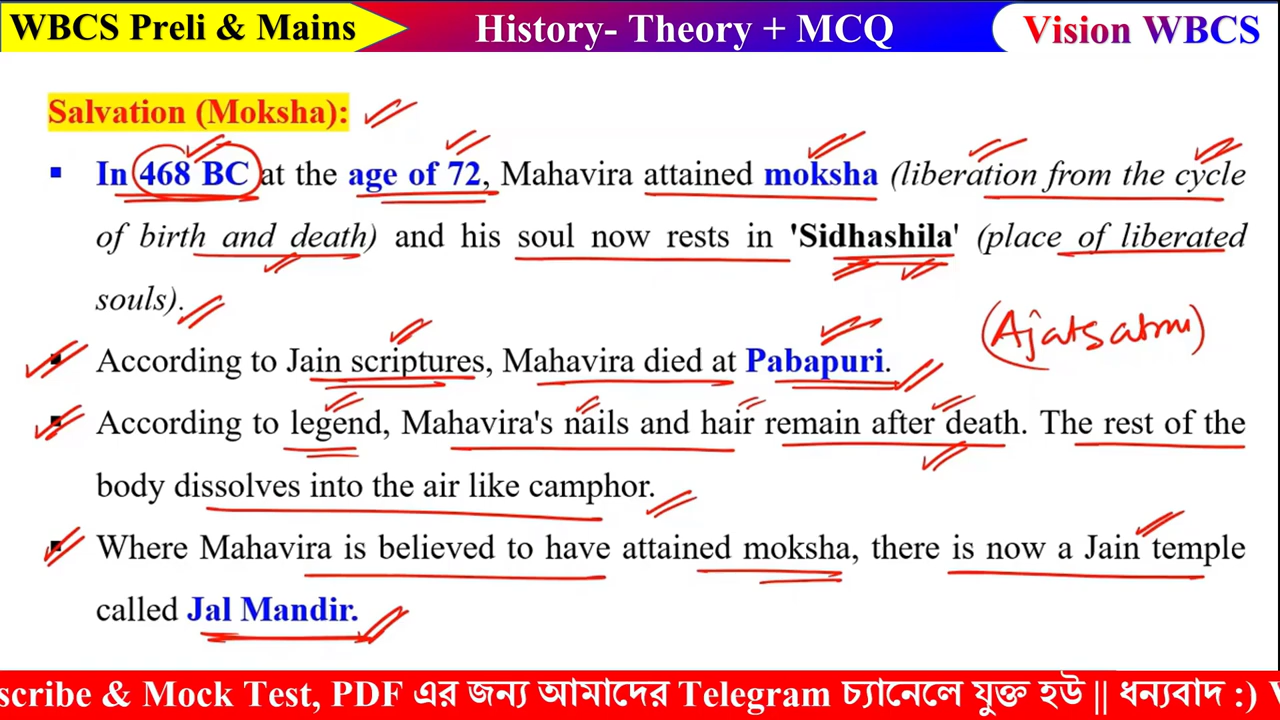 WBCS Preli & Mains
History- Theory + MCQ
Vision WBCS
Salvation (Moksha):
▪ In 468 BC at the age of 72, Mahavira attained moksha (liberation from the cycle
of birth and death) and his soul now rests in 'Sidhashila' (place of liberated
souls).
(Ajatsatru)
▪ According to Jain scriptures, Mahavira died at Pabapuri.
▪ According to legend, Mahavira's nails and hair remain after death. The rest of the
body dissolves into the air like camphor.
▪ Where Mahavira is believed to have attained moksha, there is now a Jain temple
called Jal Mandir.
scribe & Mock Test, PDF এর জন্য আমাদের Telegram চ্যানেলে যুক্ত হউ || ধন্যবাদ :) V